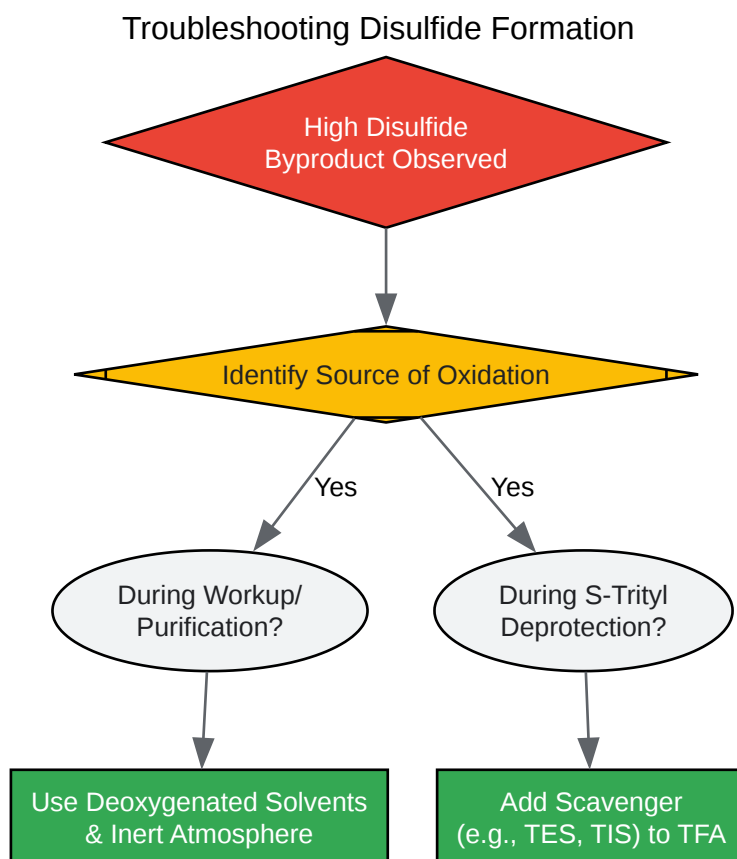 Troubleshooting Disulfide Formation
High Disulfide
Byproduct Observed
Identify Source of Oxidation
Yes
Yes
During Workup/
Purification?
During S-Trityl
Deprotection?
Use Deoxygenated Solvents
& Inert Atmosphere
Add Scavenger
(e.g., TES, TIS) to TFA